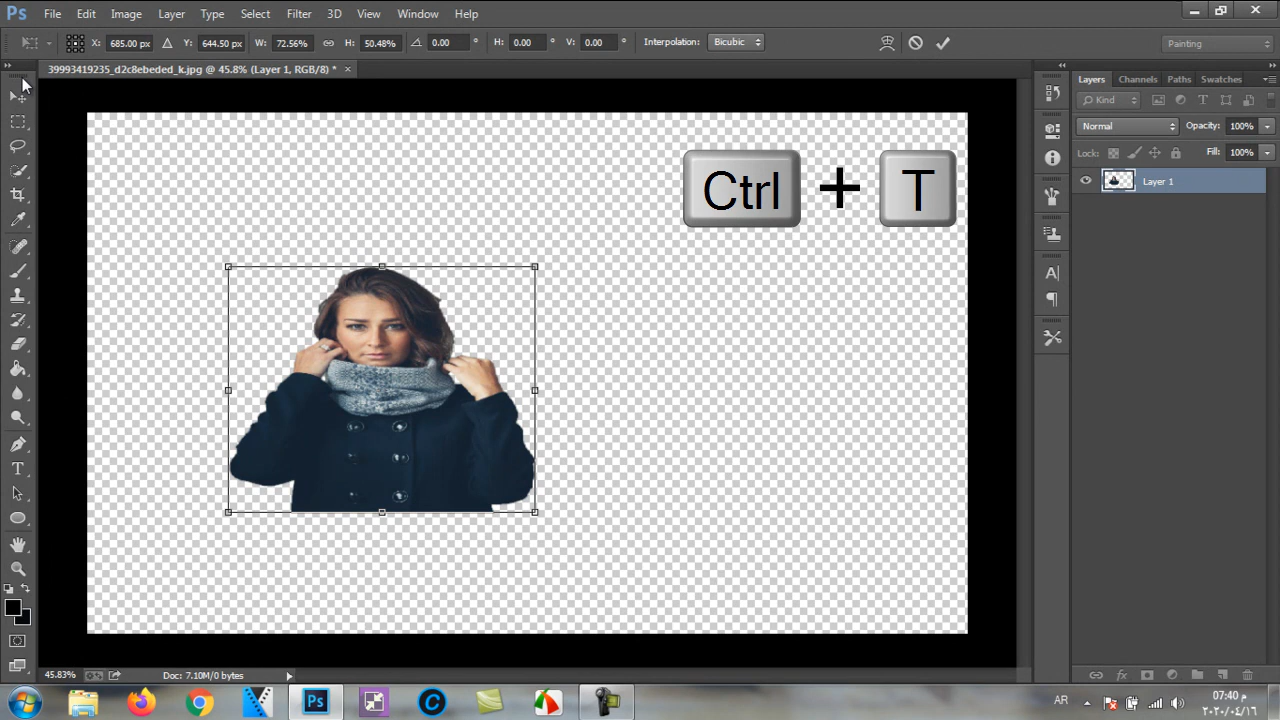 Ps File Edit Image Layer Type Select Filter 3D View Window Help
X: 685.00 px Y: 644.50 px W: 72.56% H: 50.48% 0.00 ° H: 0.00 ° V: 0.00 ° Interpolation: Bicubic Painting
39993419235_d2c8ebeded_k.jpg @ 45.8% (Layer 1, RGB/8) * ×
Layers Channels Paths Swatches
Kind T
Normal Opacity: 100%
Lock: Fill: 100%
Layer 1
Ctrl + T
T
A
45.83% Doc: 7.10M/0 bytes
fx
Ps C AR
07:40 م
٢٠٢٠/٠٤/١٦